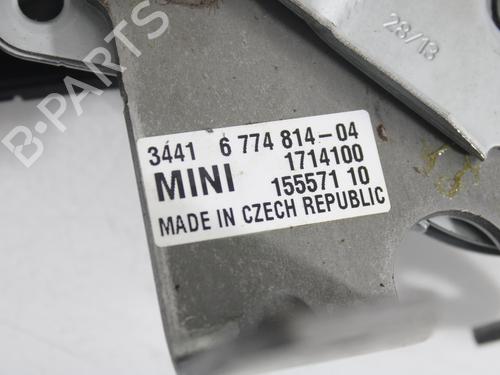 B-PARTS
28/13
3441 6 774 814-04
1714100
MINI
155571 10
MADE IN CZECH REPUBLIC